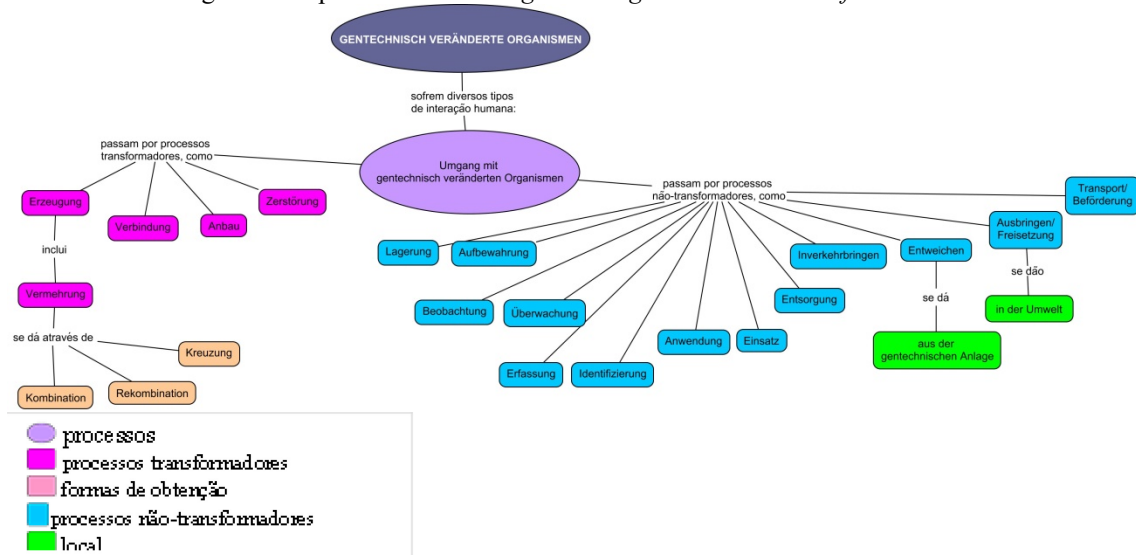 GENTECHNISCH VERÄNDERTE ORGANISMEN
sofrem diversos tipos
de interação humana:
Umgang mit
gentechnisch veränderten Organismen
passam por processos
transformadores, como
Erzeugung
Verbindung
Anbau
Zerstörung
inclui
Vermehrung
se dá através de
Kreuzung
Kombination
Rekombination
passam por processos
não-transformadores, como
Transport/
Beförderung
Ausbringen/
Freisetzung
se dão
in der Umwelt
Entweichen
se dá
aus der
gentechnischen Anlage
Inverkehrbringen
Entsorgung
Lagerung
Aufbewahrung
Beobachtung
Überwachung
Anwendung
Einsatz
Erfassung
Identifizierung
processos
processos transformadores
formas de obtenção
processos não-transformadores
local